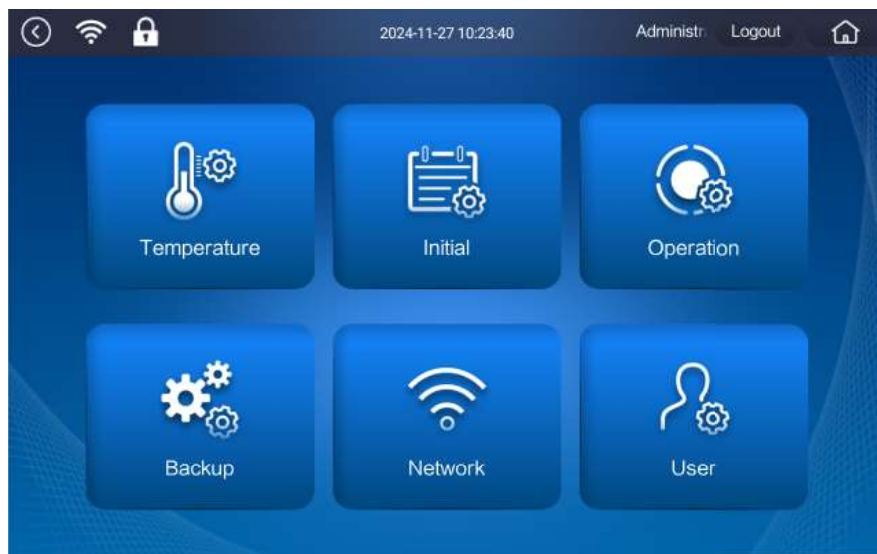 2024-11-27 10:23:40 Administr Logout
Temperature Initial Operation
Backup Network User